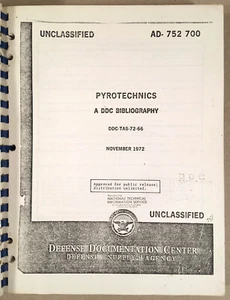 UNCLASSIFIED
AD- 752 700
PYROTECHNICS
A DDC BIBLIOGRAPHY
DDC-TAS-72-66
NOVEMBER 1972
Approved for public release;
distribution unlimited.
NATIONAL TECHNICAL
INFORMATION SERVICE
D D C
UNCLASSIFIED
DEFENSE DOCUMENTATION CENTER
DEFENSE SUPPLY AGENCY